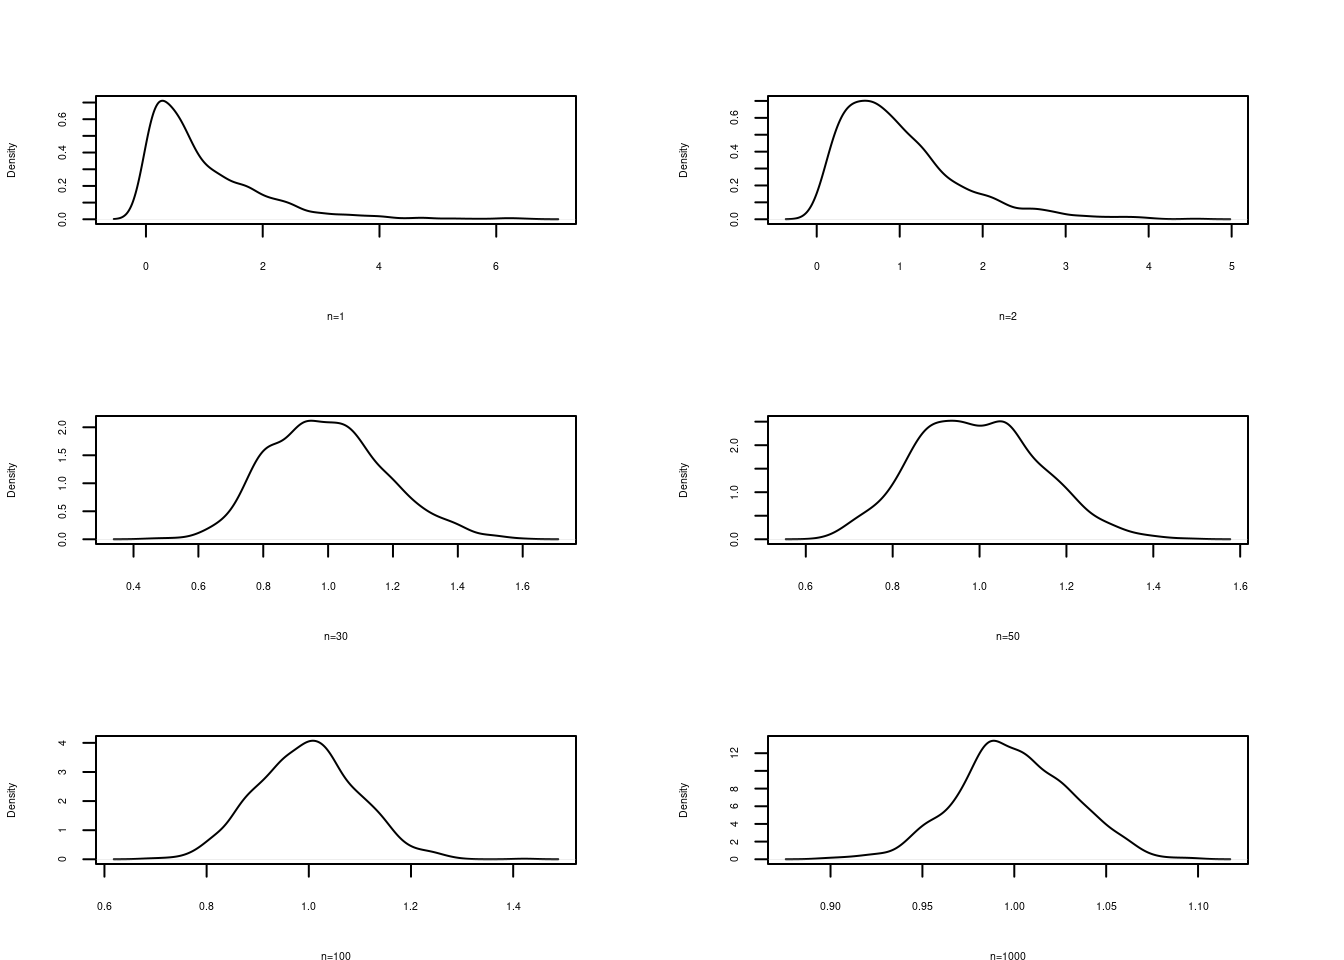 Density
0.0 0.2 0.4 0.6
0 2 4 6
n=1
Density
0.0 0.2 0.4 0.6
0 1 2 3 4 5
n=2
Density
0.0 0.5 1.0 1.5 2.0
0.4 0.6 0.8 1.0 1.2 1.4 1.6
n=30
Density
0.0 1.0 2.0
0.6 0.8 1.0 1.2 1.4 1.6
n=50
Density
0 1 2 3 4
0.6 0.8 1.0 1.2 1.4
n=100
Density
0 2 4 6 8 12
0.90 0.95 1.00 1.05 1.10
n=1000